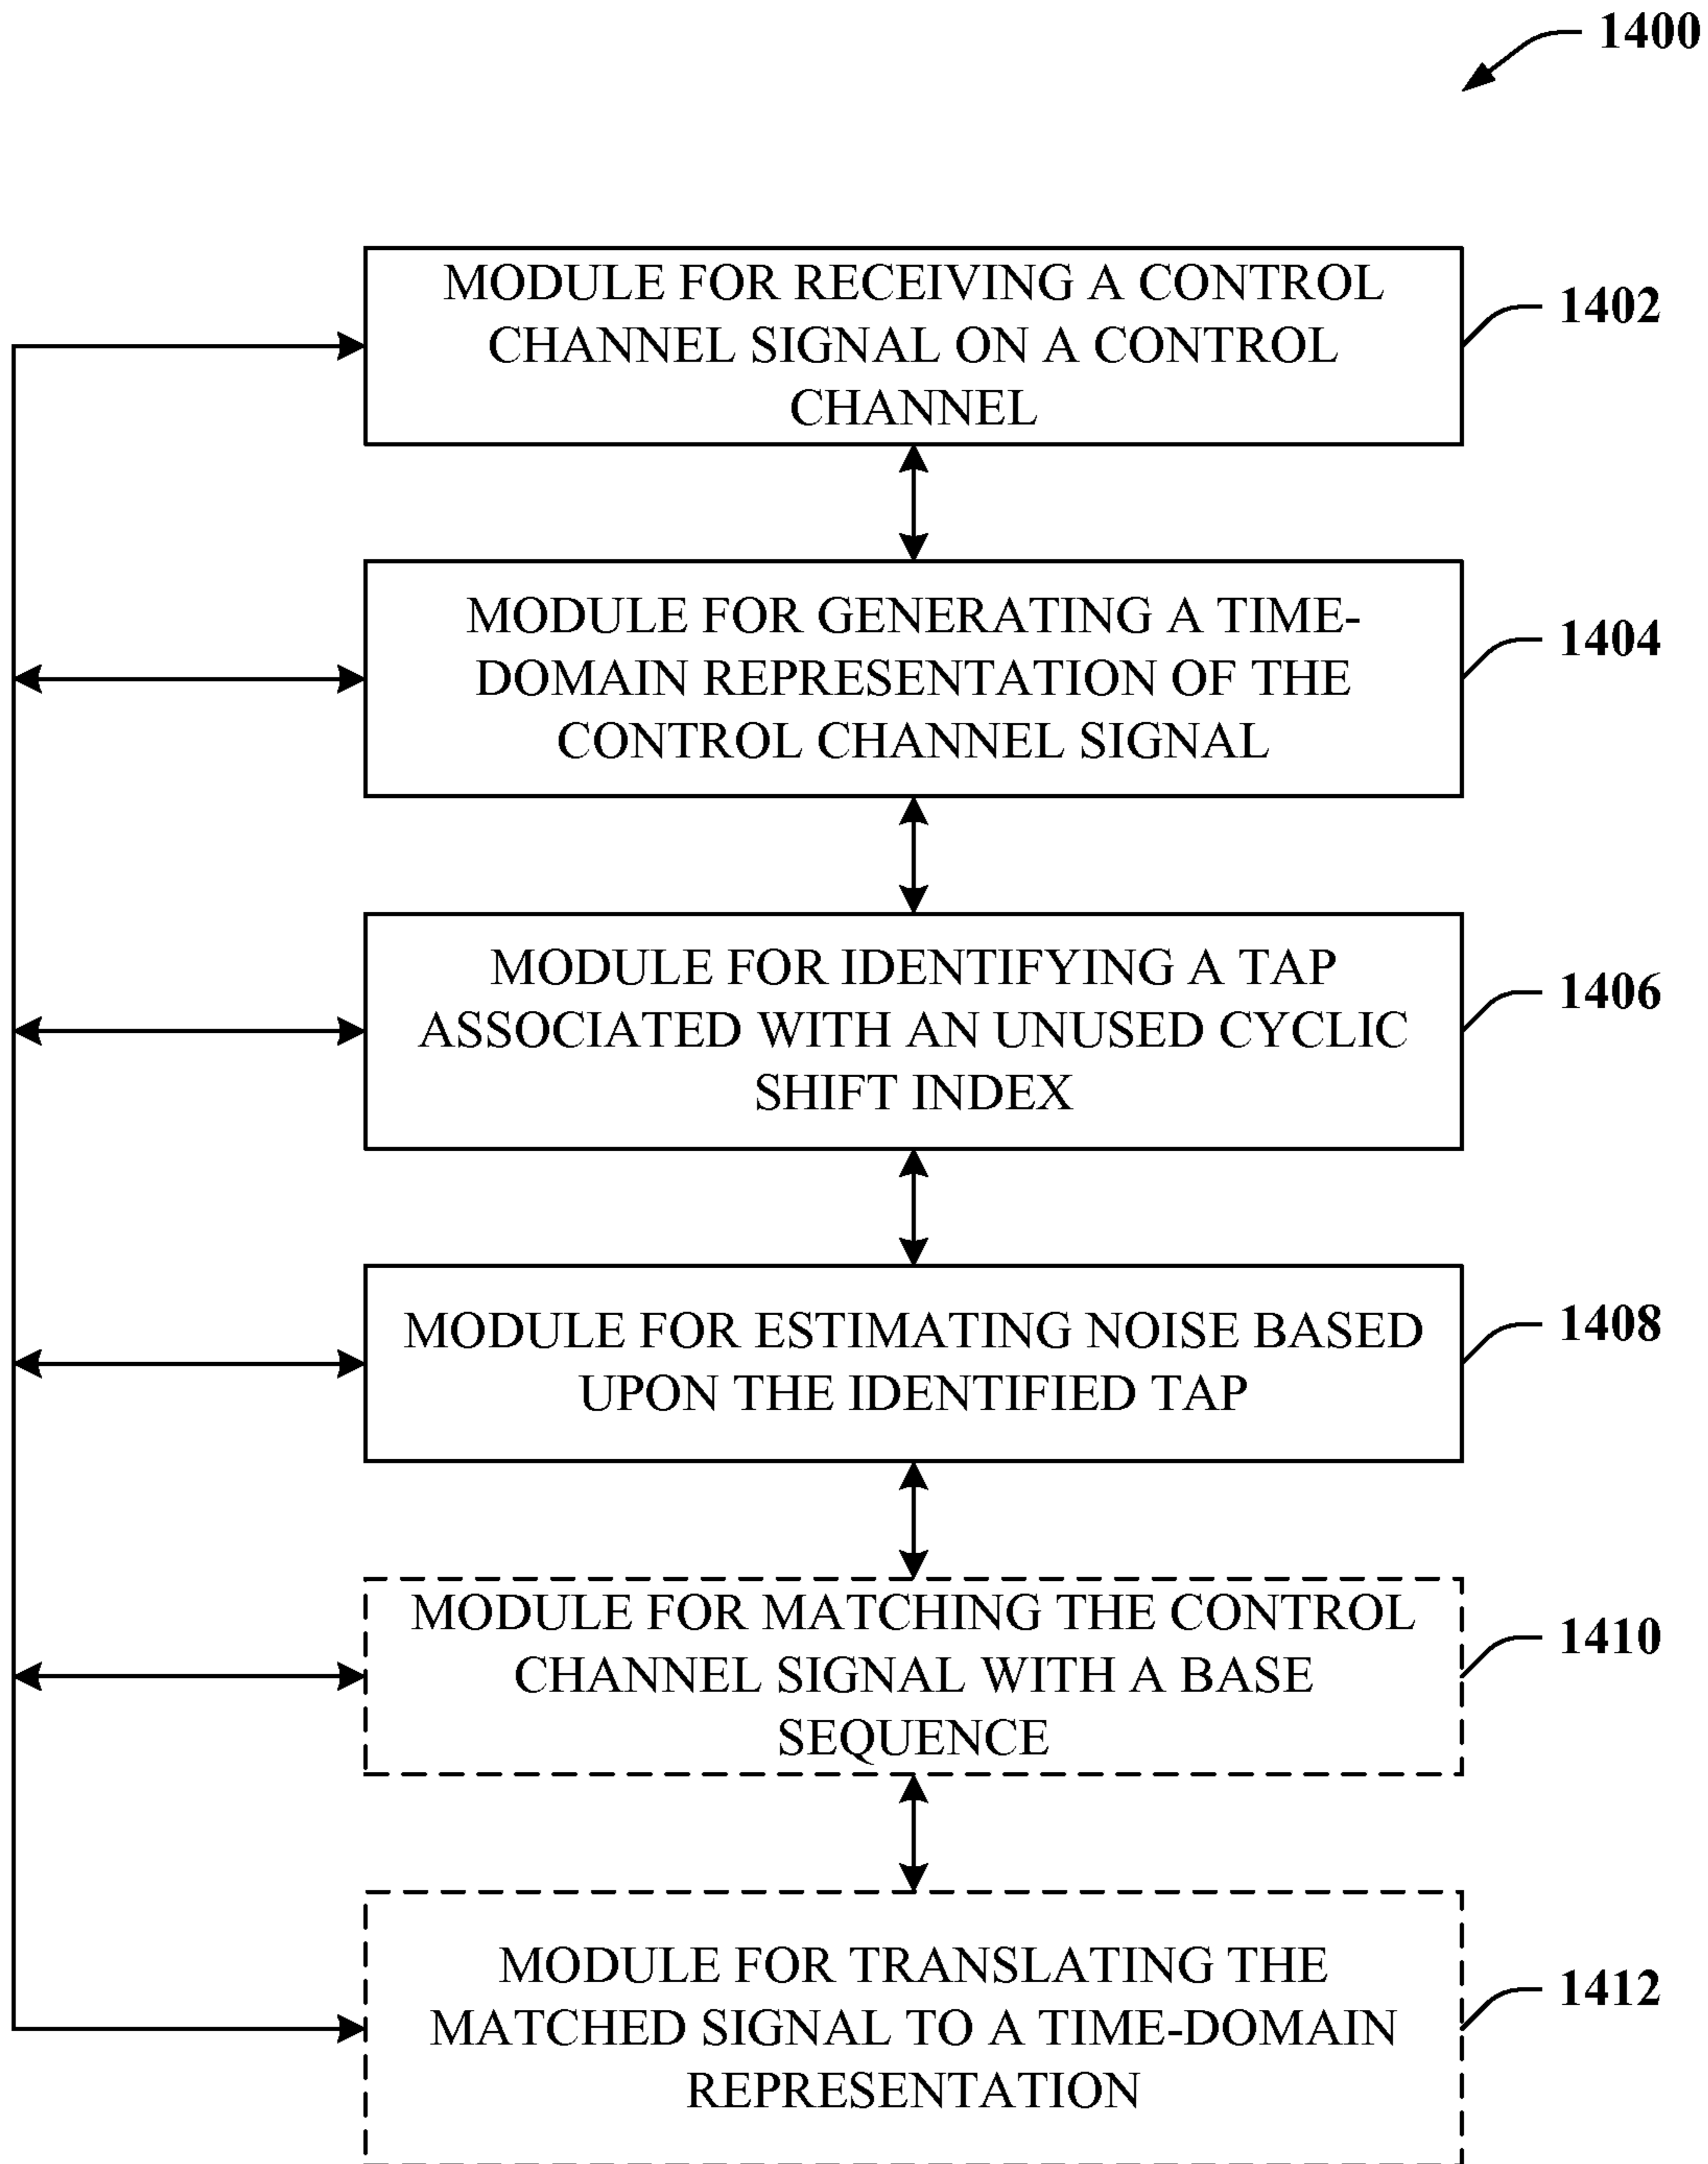 1400
MODULE FOR RECEIVING A CONTROL
CHANNEL SIGNAL ON A CONTROL
CHANNEL
1402
MODULE FOR GENERATING A TIME-
DOMAIN REPRESENTATION OF THE
CONTROL CHANNEL SIGNAL
1404
MODULE FOR IDENTIFYING A TAP
ASSOCIATED WITH AN UNUSED CYCLIC
SHIFT INDEX
1406
MODULE FOR ESTIMATING NOISE BASED
UPON THE IDENTIFIED TAP
1408
MODULE FOR MATCHING THE CONTROL
CHANNEL SIGNAL WITH A BASE
SEQUENCE
1410
MODULE FOR TRANSLATING THE
MATCHED SIGNAL TO A TIME-DOMAIN
REPRESENTATION
1412